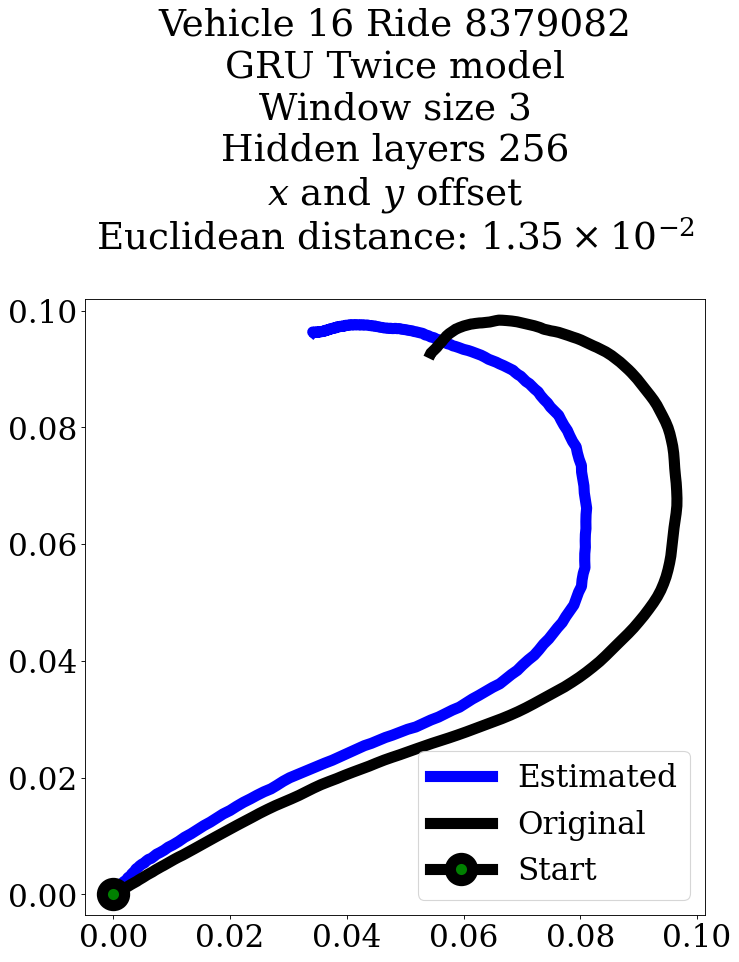 Vehicle 16 Ride 8379082
GRU Twice model
Window size 3
Hidden layers 256
x and y offset
Euclidean distance: 1.35 × 10⁻²
0.10
0.08
0.06
0.04
0.02
0.00
Estimated
Original
Start
0.00 0.02 0.04 0.06 0.08 0.10